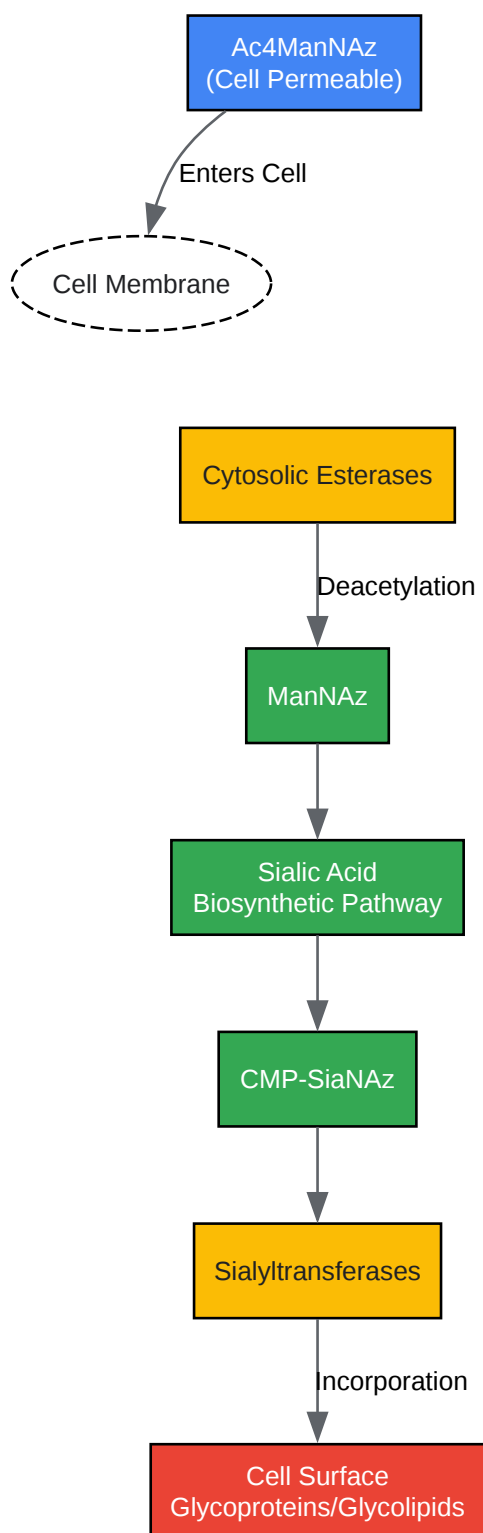 Ac4ManNAz
(Cell Permeable)
Enters Cell
Cell Membrane
Cytosolic Esterases
Deacetylation
ManNAz
Sialic Acid
Biosynthetic Pathway
CMP-SiaNAz
Sialyltransferases
Incorporation
Cell Surface
Glycoproteins/Glycolipids